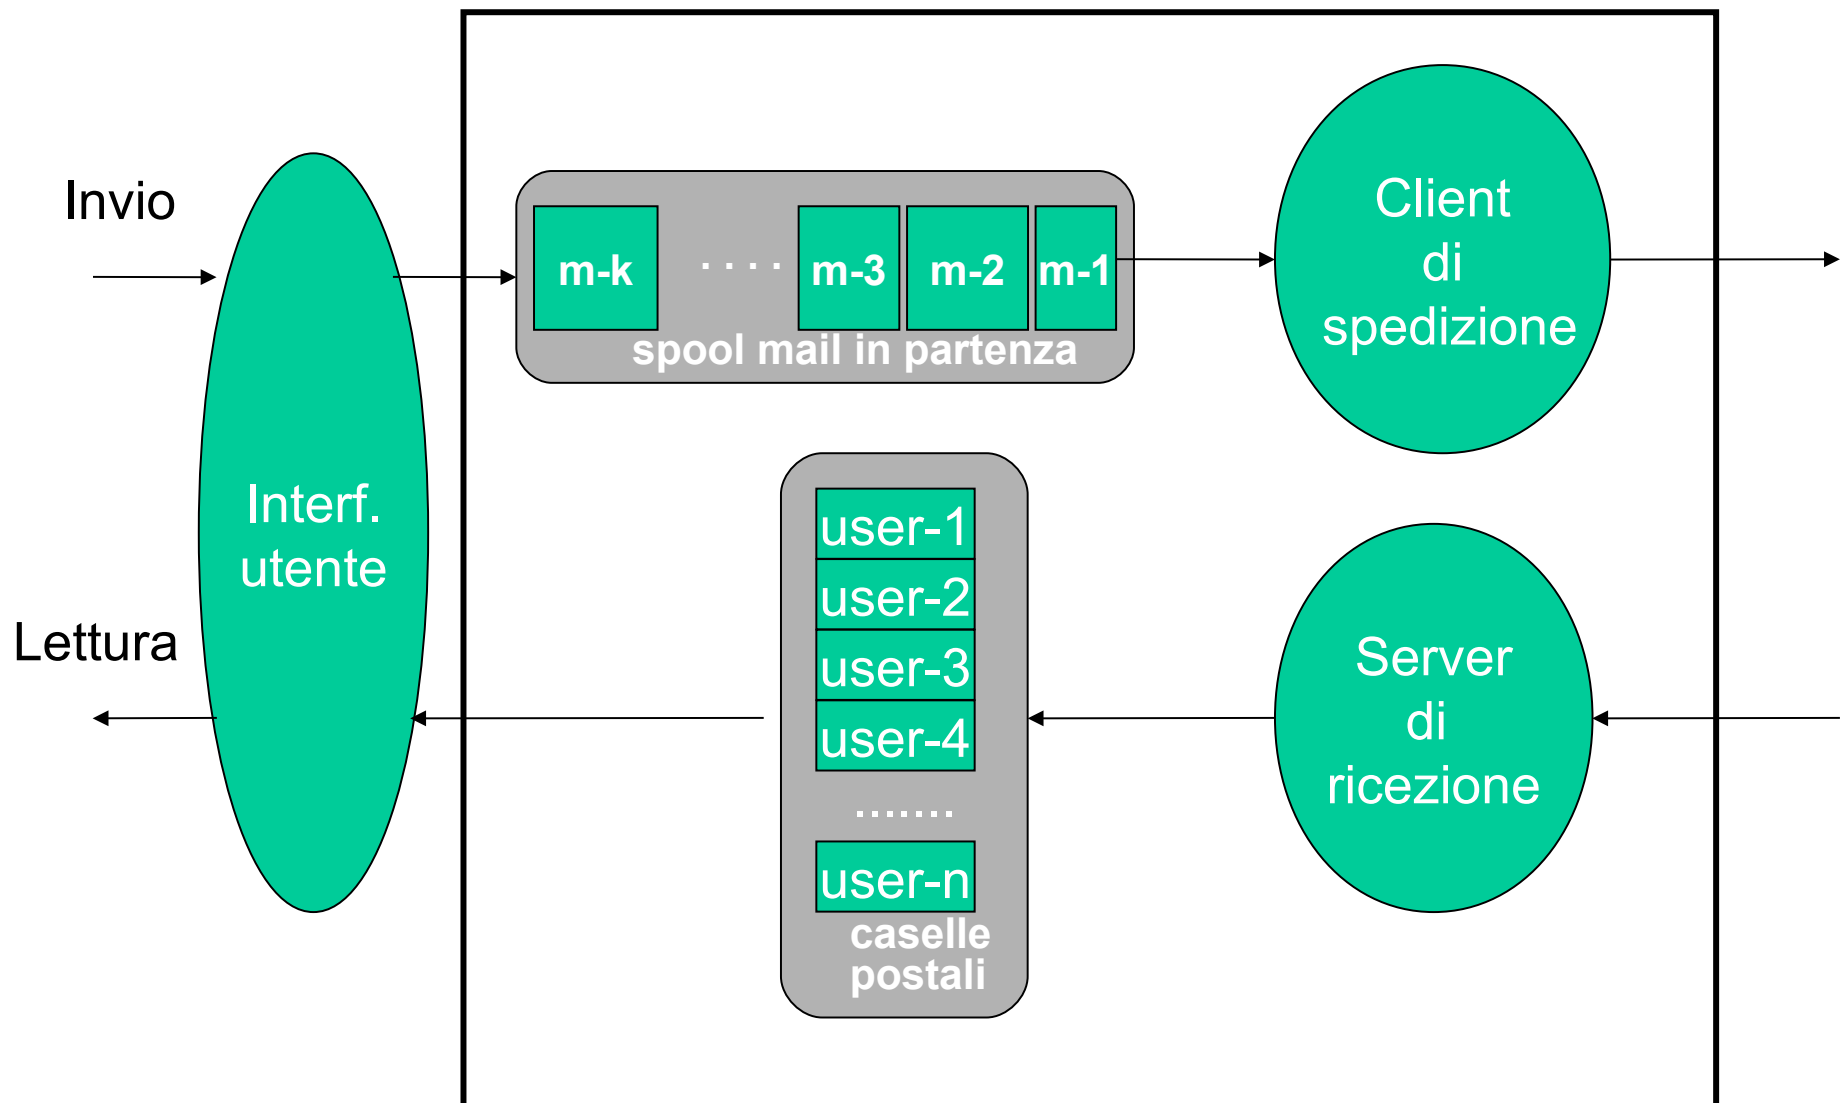 Invio
Lettura
Interf.
utente
m-k
. . . .
m-3
m-2
m-1
spool mail in partenza
Client
di
spedizione
user-1
user-2
user-3
user-4
.......
user-n
caselle
postali
Server
di
ricezione